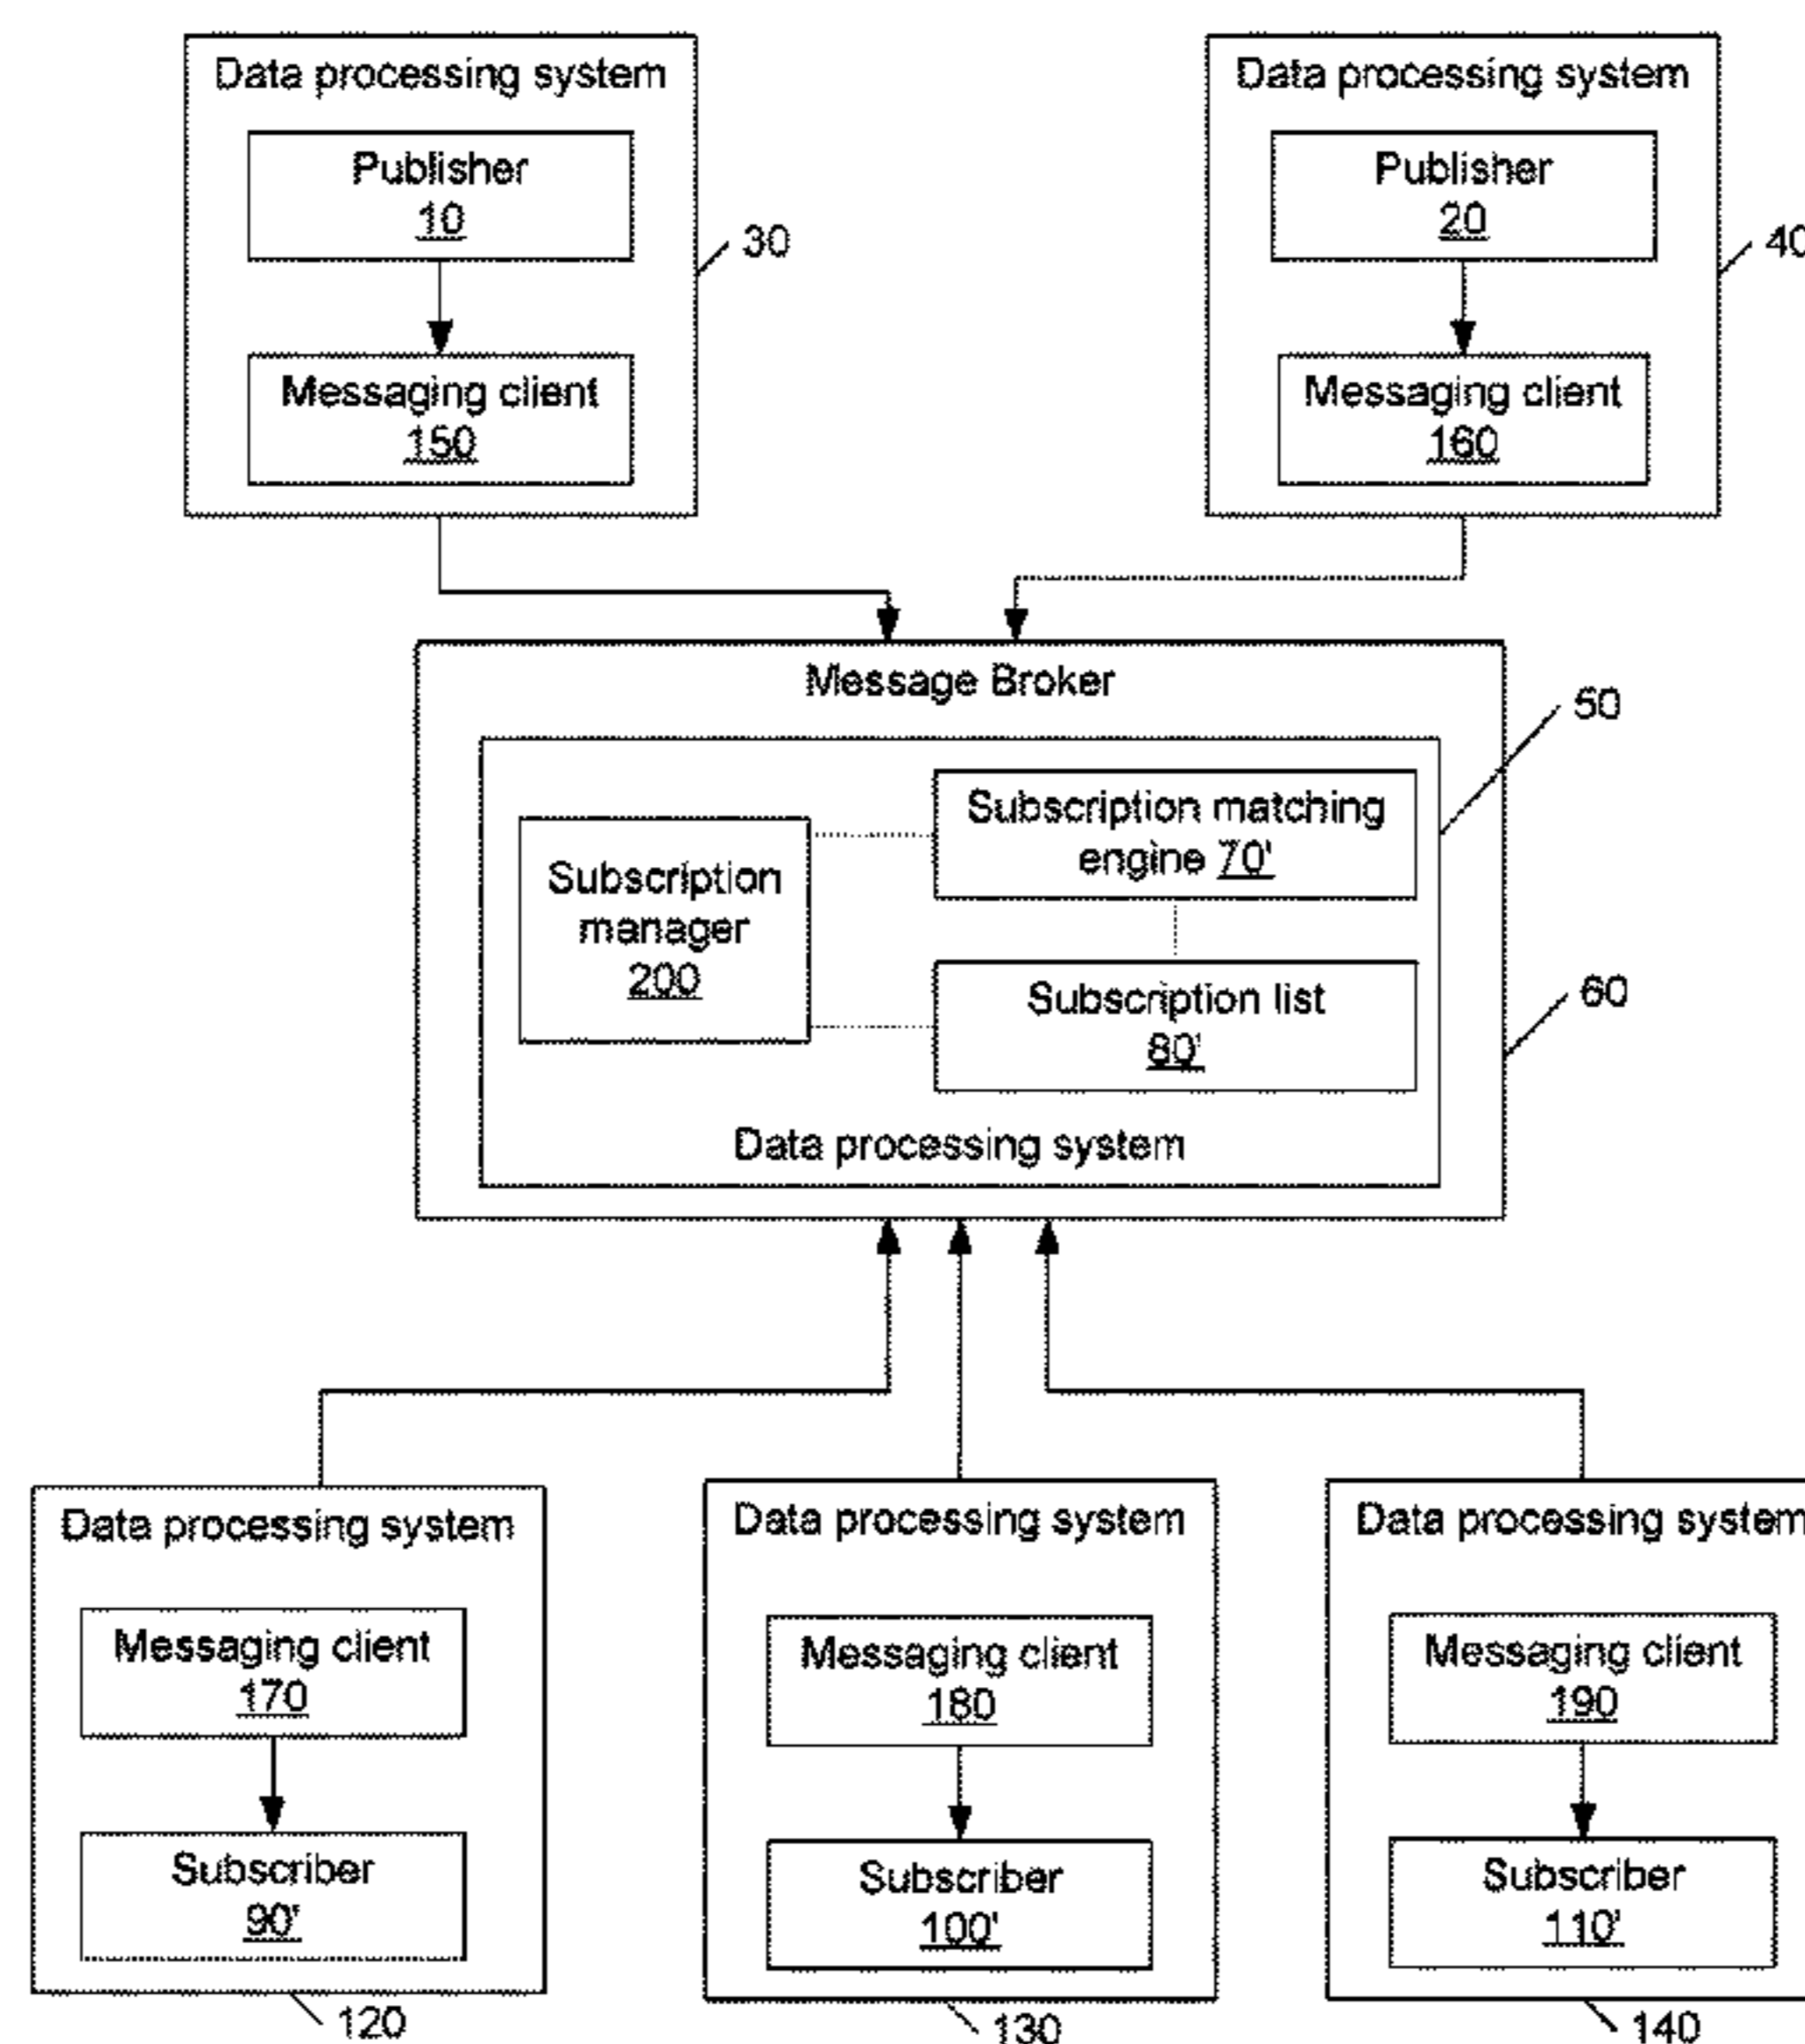 Data processing system
Publisher
10
30
Messaging client
150
Data processing system
Publisher
20
40
Messaging client
160
Message Broker
50
Subscription manager
200
Subscription matching
engine 70'
Subscription list
80'
60
Data processing system
Data processing system
Messaging client
170
Subscriber
90'
120
Data processing system
Messaging client
180
Subscriber
100'
130
Data processing system
Messaging client
190
Subscriber
110'
140